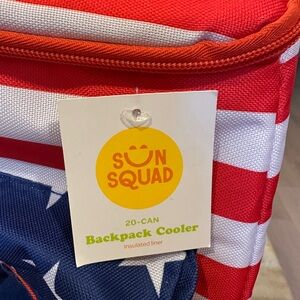 SUN
SQUAD
20-CAN
Backpack Cooler
insulated liner